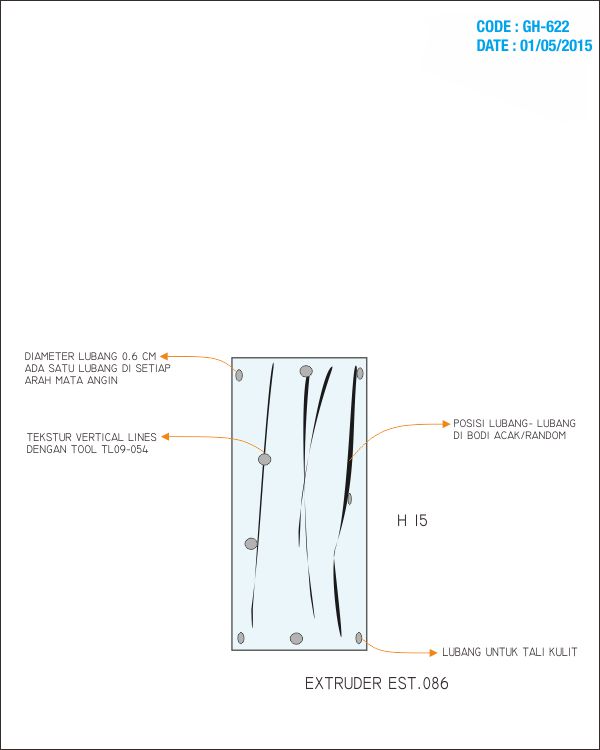 CODE : GH-622
DATE : 01/05/2015
DIAMETER LUBANG 0.6 CM
ADA SATU LUBANG DI SETIAP
ARAH MATA ANGIN
TEKSTUR VERTICAL LINES
DENGAN TOOL TL09-054
POSISI LUBANG- LUBANG
DI BODI ACAK/RANDOM
H 15
LUBANG UNTUK TALI KULIT
EXTRUDER EST.086